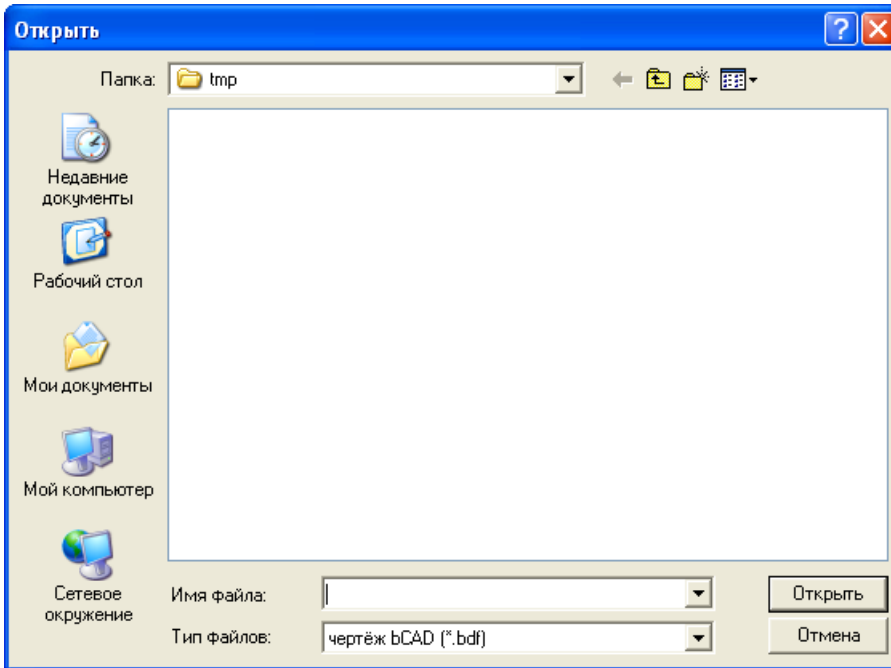 Открыть
Папка: tmp
Недавние
документы
Рабочий стол
Мои документы
Мой компьютер
Сетевое
окружение
Имя файла:
Открыть
Тип файлов: чертёж bCAD (*.bdf)
Отмена